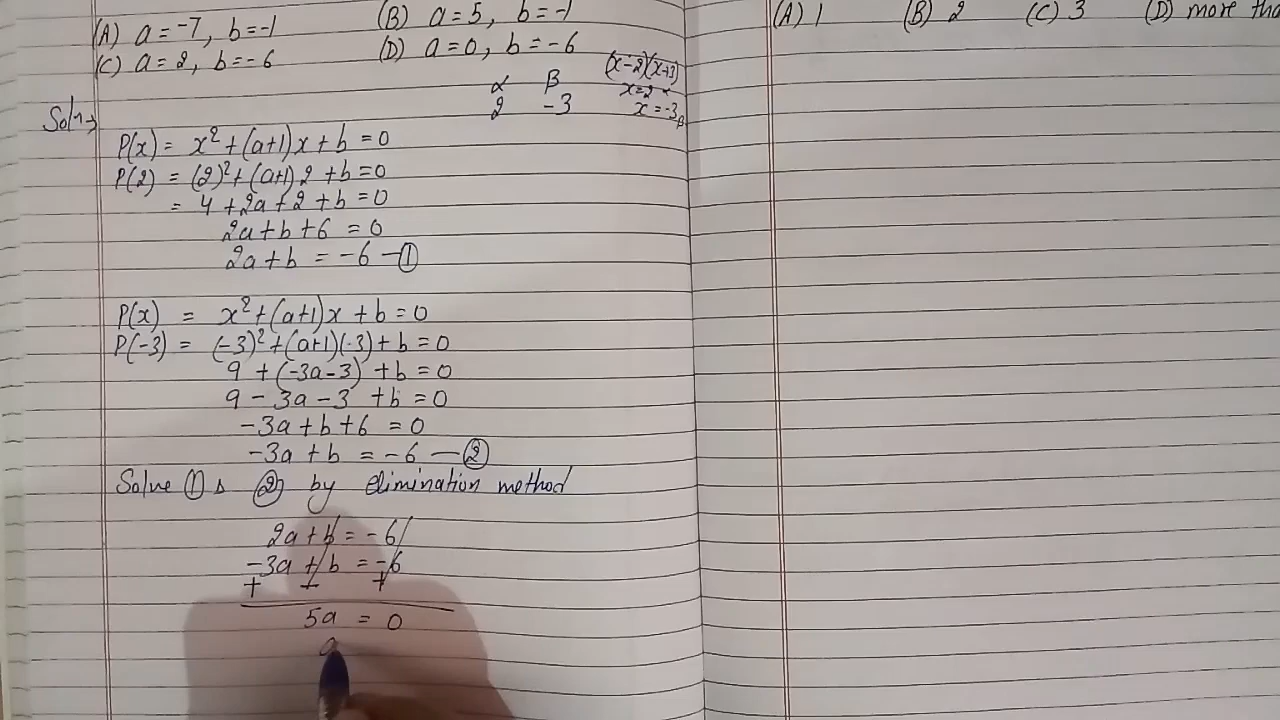 (A) a = -7, b = -1
(B) a = 5, b = -1
(C) a = 2, b = -6
(D) a = 0, b = -6
α β
2 -3
(x-2)(x+3)
x=2 α
x = -3 β
Soln→
P(x) = x² + (a+1)x + b = 0
P(2) = (2)² + (a+1) 2 + b = 0
= 4 + 2a + 2 + b = 0
2a + b + 6 = 0
2a + b = -6 — ①
P(x) = x² + (a+1)x + b = 0
P(-3) = (-3)² + (a+1)(-3) + b = 0
9 + (-3a-3) + b = 0
9 - 3a - 3 + b = 0
-3a + b + 6 = 0
-3a + b = -6 — ②
Solve ① & ② by elimination method
2a + b = -6
-3a + b = -6
+ - +
5a = 0
a
(A) 1 (B) 2 (C) 3 (D) more